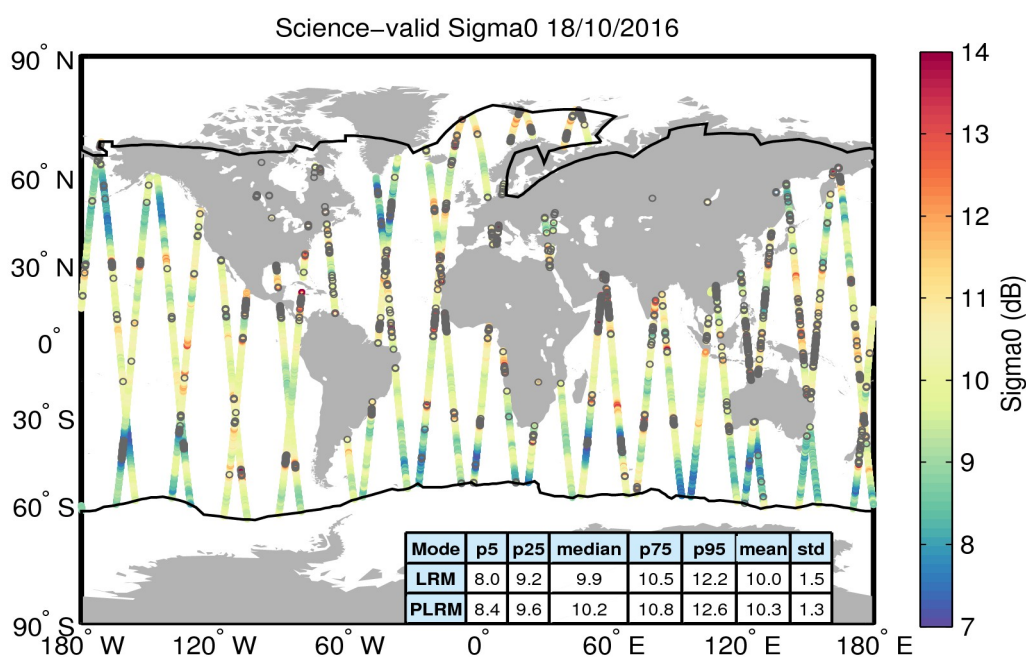 Science−valid Sigma0 18/10/2016
90° N
60° N
30° N
0°
30° S
60° S
90° S
180° W
120° W
60° W
0°
60° E
120° E
180° E
14
13
12
11
10
9
8
7
Sigma0 (dB)
Mode p5 p25 median p75 p95 mean std
LRM 8.0 9.2 9.9 10.5 12.2 10.0 1.5
PLRM 8.4 9.6 10.2 10.8 12.6 10.3 1.3